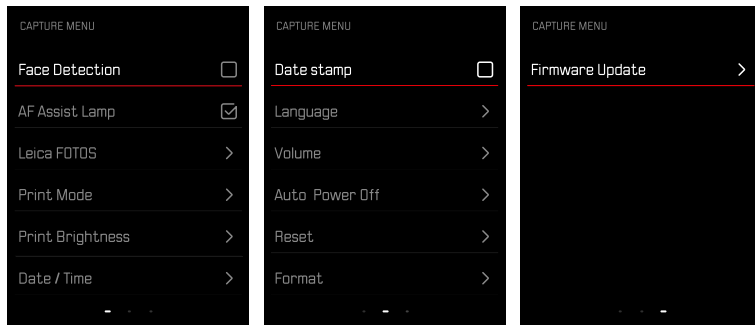 CAPTURE MENU
Face Detection
AF Assist Lamp
Leica FOTOS
Print Mode
Print Brightness
Date / Time
CAPTURE MENU
Date stamp
Language
Volume
Auto Power Off
Reset
Format
CAPTURE MENU
Firmware Update